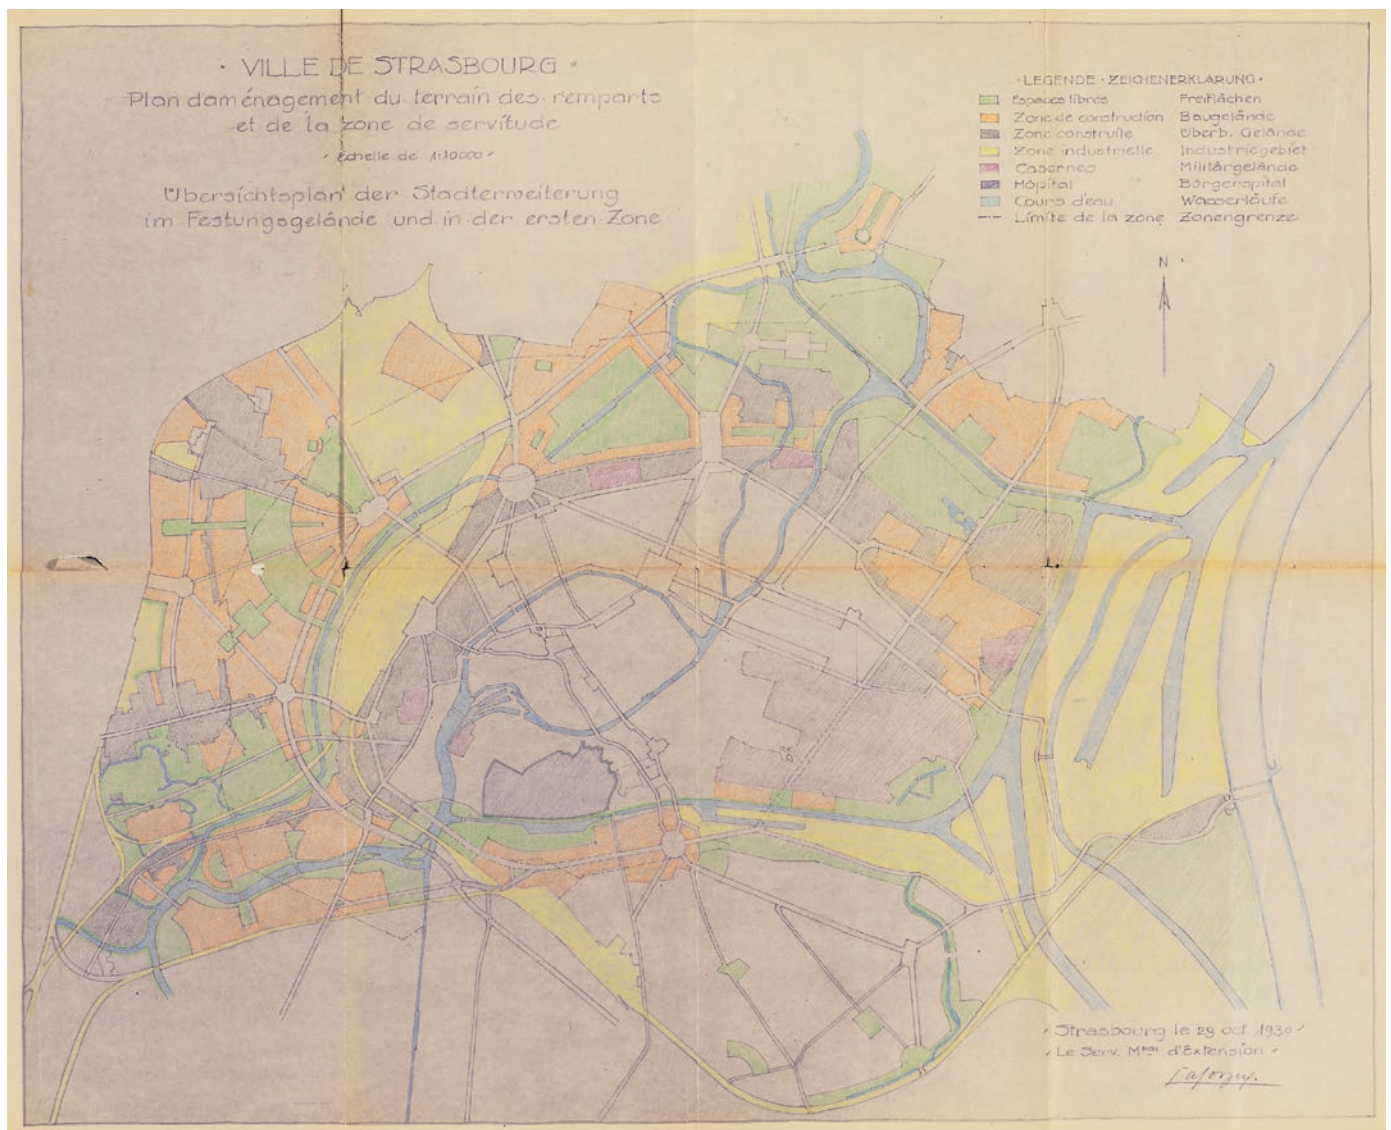 · VILLE DE STRASBOURG ·
Plan d'aménagement du terrain des remparts
et de la zone de servitude
Echelle de 1:10000
Übersichtsplan der Stadterweiterung
im Festungsgelände und in der ersten Zone
· LEGENDE · ZEICHENERKLÄRUNG ·
Espaces libres Freiflächen
Zone de construction Baugelände
Zone construite Überb. Gelände
Zone industrielle Industriegebiet
Casernes Militärgelände
Hôpital Bürgerspital
Cours d'eau Wasserläufe
Limite de la zone Zonengrenze
N
Strasbourg le 29 oct 1930
Le Serv. Mpal d'Extension